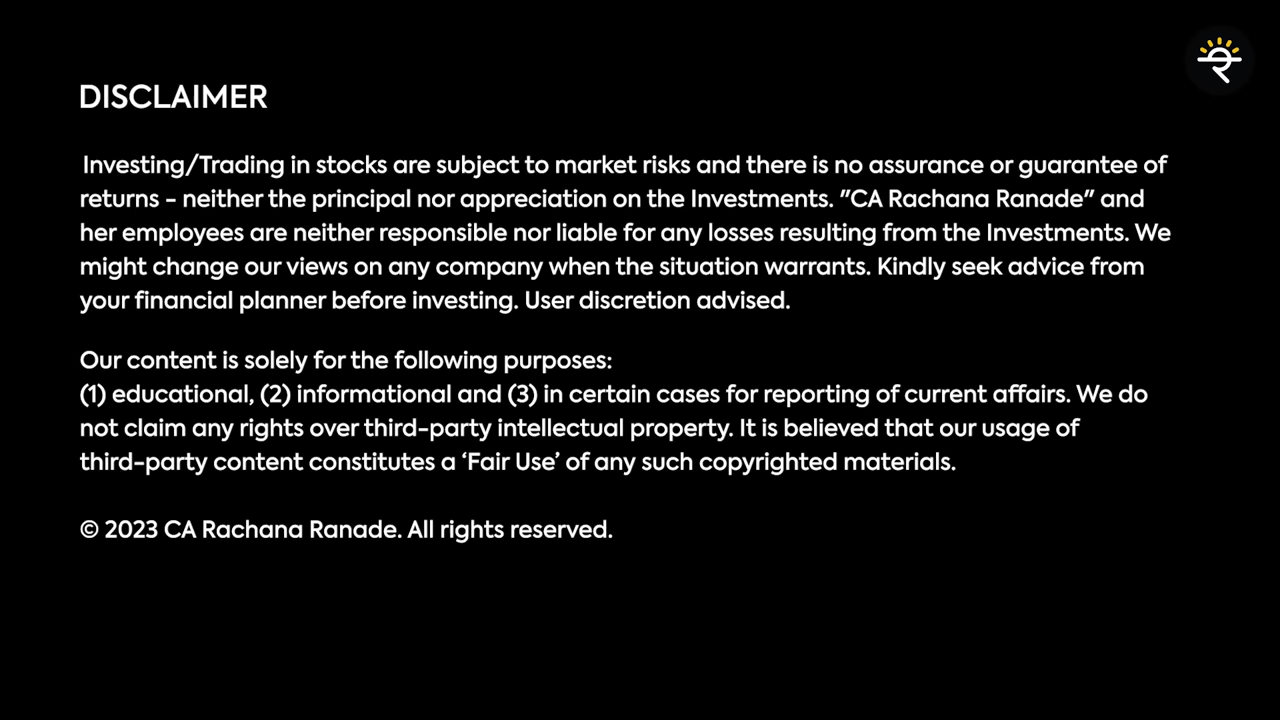 DISCLAIMER
Investing/Trading in stocks are subject to market risks and there is no assurance or guarantee of
returns - neither the principal nor appreciation on the Investments. "CA Rachana Ranade" and
her employees are neither responsible nor liable for any losses resulting from the Investments. We
might change our views on any company when the situation warrants. Kindly seek advice from
your financial planner before investing. User discretion advised.
Our content is solely for the following purposes:
(1) educational, (2) informational and (3) in certain cases for reporting of current affairs. We do
not claim any rights over third-party intellectual property. It is believed that our usage of
third-party content constitutes a ‘Fair Use’ of any such copyrighted materials.
© 2023 CA Rachana Ranade. All rights reserved.